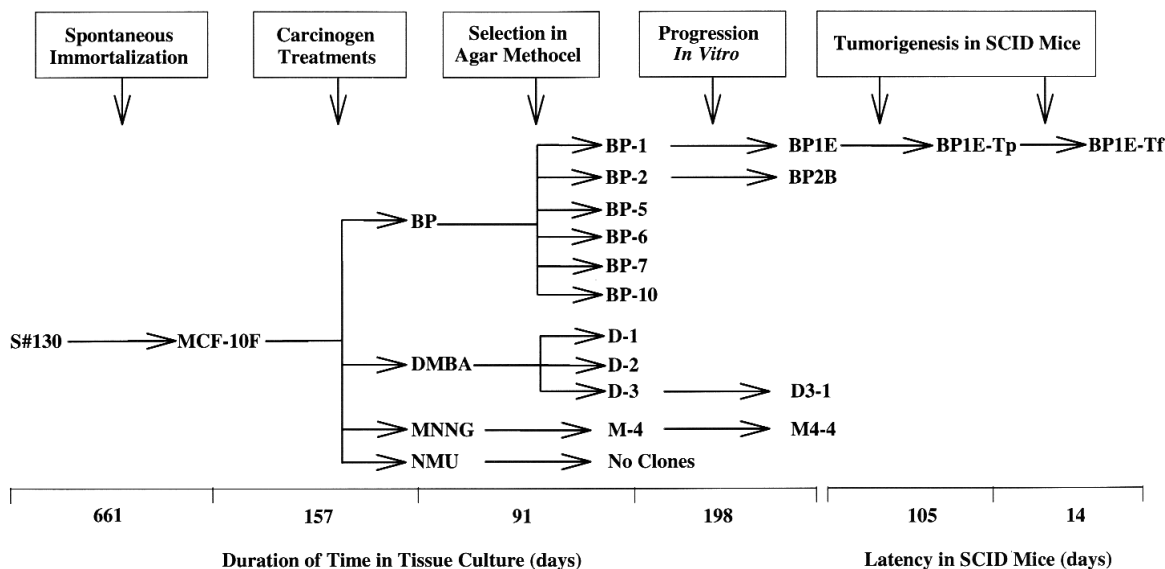 Spontaneous
Immortalization
Carcinogen
Treatments
Selection in
Agar Methocel
Progression
In Vitro
Tumorigenesis in SCID Mice
BP-1
BP1E
BP1E-Tp
BP1E-Tf
BP-2
BP2B
BP
BP-5
BP-6
BP-7
BP-10
S#130
MCF-10F
DMBA
D-1
D-2
D-3
D3-1
MNNG
M-4
M4-4
NMU
No Clones
661
157
91
198
105
14
Duration of Time in Tissue Culture (days)
Latency in SCID Mice (days)